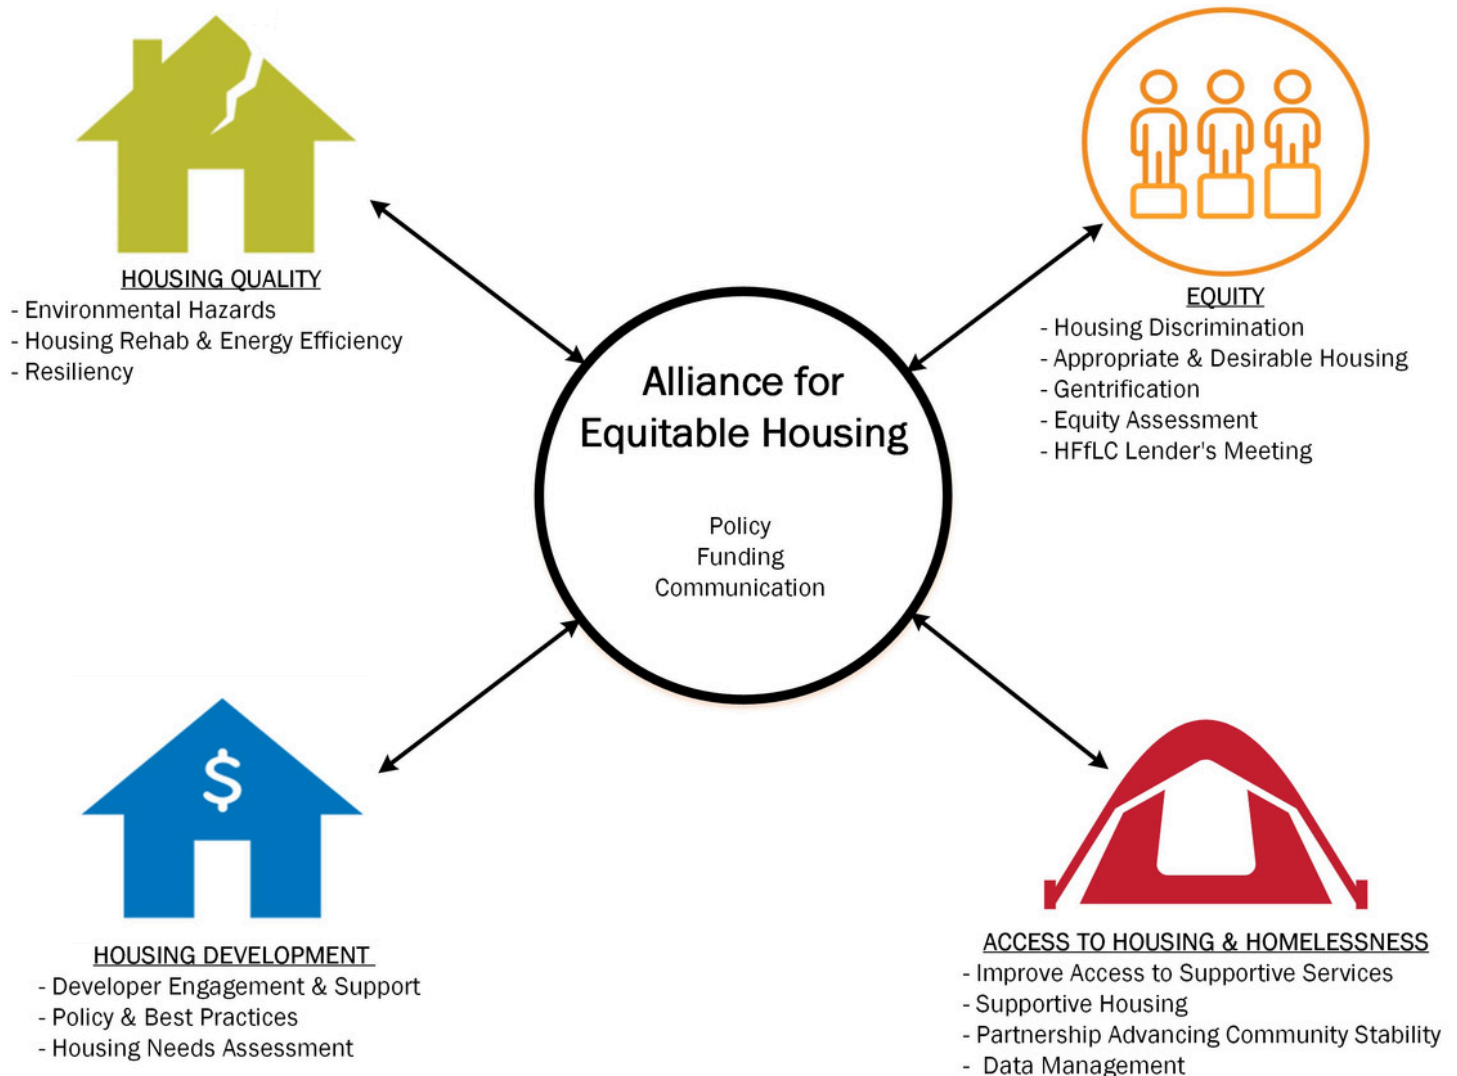 HOUSING QUALITY
- Environmental Hazards
- Housing Rehab & Energy Efficiency
- Resiliency
EQUITY
- Housing Discrimination
- Appropriate & Desirable Housing
- Gentrification
- Equity Assessment
- HFfLC Lender's Meeting
Alliance for
Equitable Housing
Policy
Funding
Communication
$
HOUSING DEVELOPMENT
- Developer Engagement & Support
- Policy & Best Practices
- Housing Needs Assessment
ACCESS TO HOUSING & HOMELESSNESS
- Improve Access to Supportive Services
- Supportive Housing
- Partnership Advancing Community Stability
- Data Management